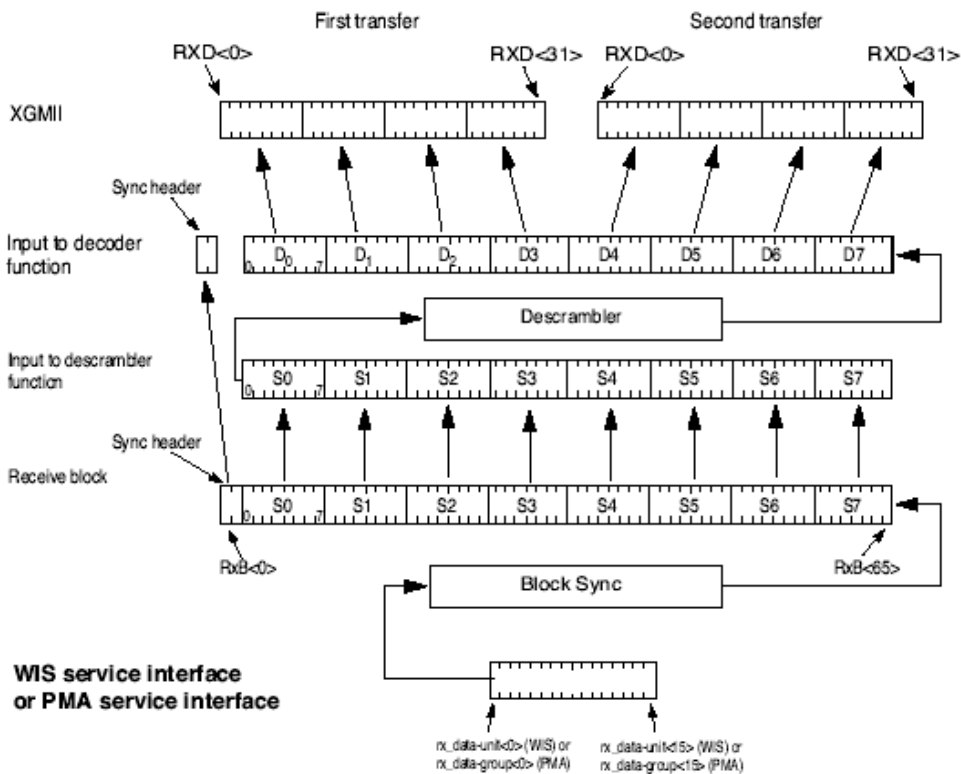 First transfer
Second transfer
RXD<0>
RXD<31>
RXD<0>
RXD<31>
XGMII
Sync header
Input to decoder
function
D0 D1 D2 D3 D4 D5 D6 D7
0 7
Descrambler
Input to descrambler
function
S0 S1 S2 S3 S4 S5 S6 S7
0 7
Sync header
Receive block
S0 S1 S2 S3 S4 S5 S6 S7
0 7
RxB<0>
RxB<65>
Block Sync
WIS service interface
or PMA service interface
rx_data-unit<0> (WIS) or
rx_data-group<0> (PMA)
rx_data-unit<15> (WIS) or
rx_data-group<15> (PMA)